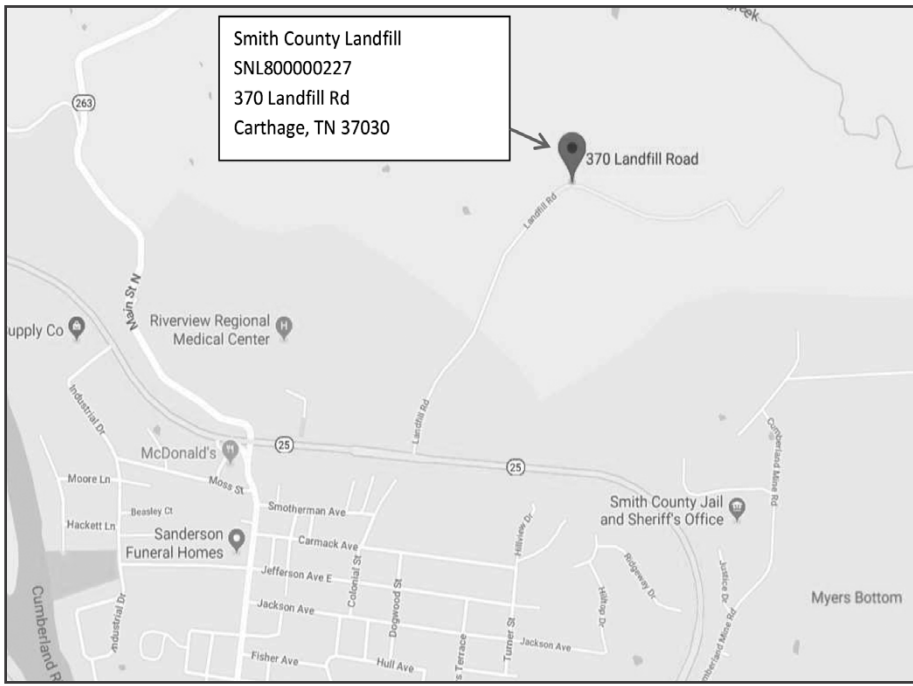 Creek
Smith County Landfill
SNL800000227
370 Landfill Rd
Carthage, TN 37030
263
370 Landfill Road
Landfill Rd
Main St N
upply Co
Riverview Regional
Medical Center
Industrial Dr
Landfill Rd
25
25
McDonald's
Cumberland Mine Rd
Moore Ln
Moss St
Smith County Jail
and Sheriff's Office
Beasley Ct
Smotherman Ave
Hackett Ln
Sanderson
Funeral Homes
Carmack Ave
Hillview Dr
Colonial St
Jefferson Ave E
Dogwood St
Ridgeway Dr
Justice Dr
Hilltop Dr
Myers Bottom
Cumberland R
Industrial Dr
Jackson Ave
Turner St
Jackson Ave
s Terrace
umberland Mine Rd
Fisher Ave
Hull Ave